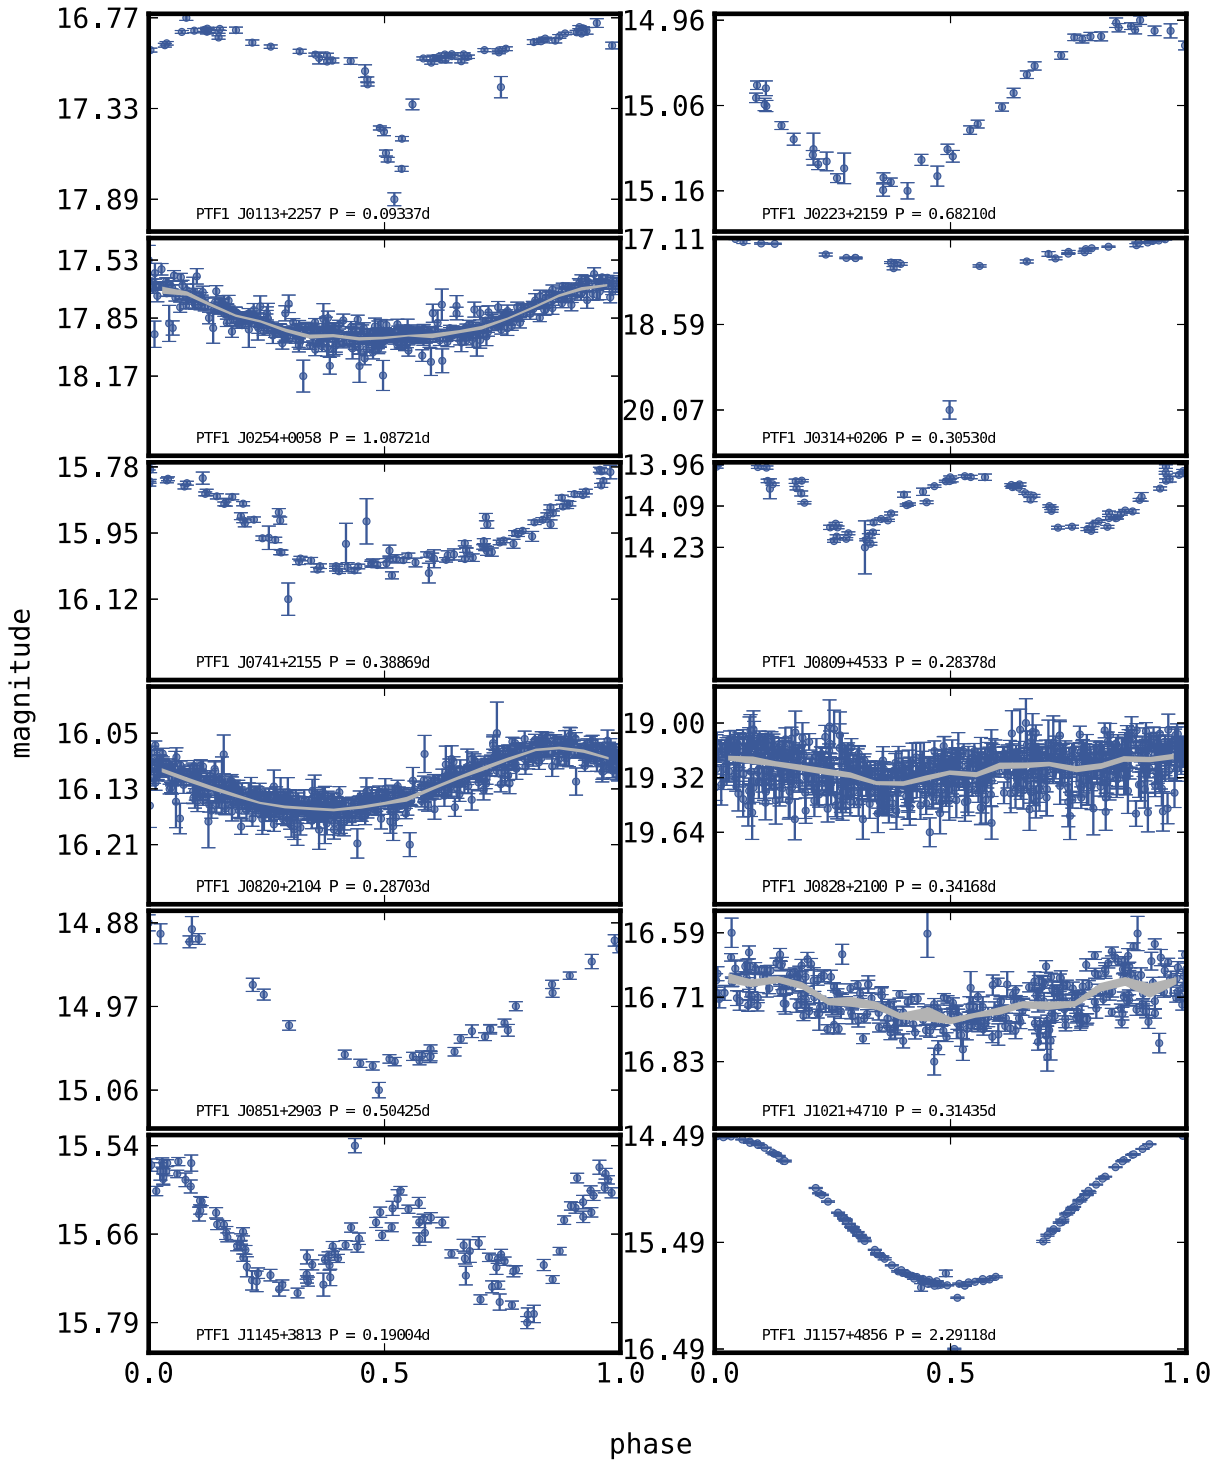 16.77
17.33
17.89
PTF1 J0113+2257 P = 0.09337d
14.96
15.06
15.16
PTF1 J0223+2159 P = 0.68210d
17.53
17.85
18.17
PTF1 J0254+0058 P = 1.08721d
17.11
18.59
20.07
PTF1 J0314+0206 P = 0.30530d
15.78
15.95
16.12
PTF1 J0741+2155 P = 0.38869d
13.96
14.09
14.23
PTF1 J0809+4533 P = 0.28378d
magnitude
16.05
16.13
16.21
PTF1 J0820+2104 P = 0.28703d
19.00
19.32
19.64
PTF1 J0828+2100 P = 0.34168d
14.88
14.97
15.06
PTF1 J0851+2903 P = 0.50425d
16.59
16.71
16.83
PTF1 J1021+4710 P = 0.31435d
15.54
15.66
15.79
PTF1 J1145+3813 P = 0.19004d
0.0 0.5 1.0
14.49
15.49
16.49
PTF1 J1157+4856 P = 2.29118d
0.0 0.5 1.0
phase